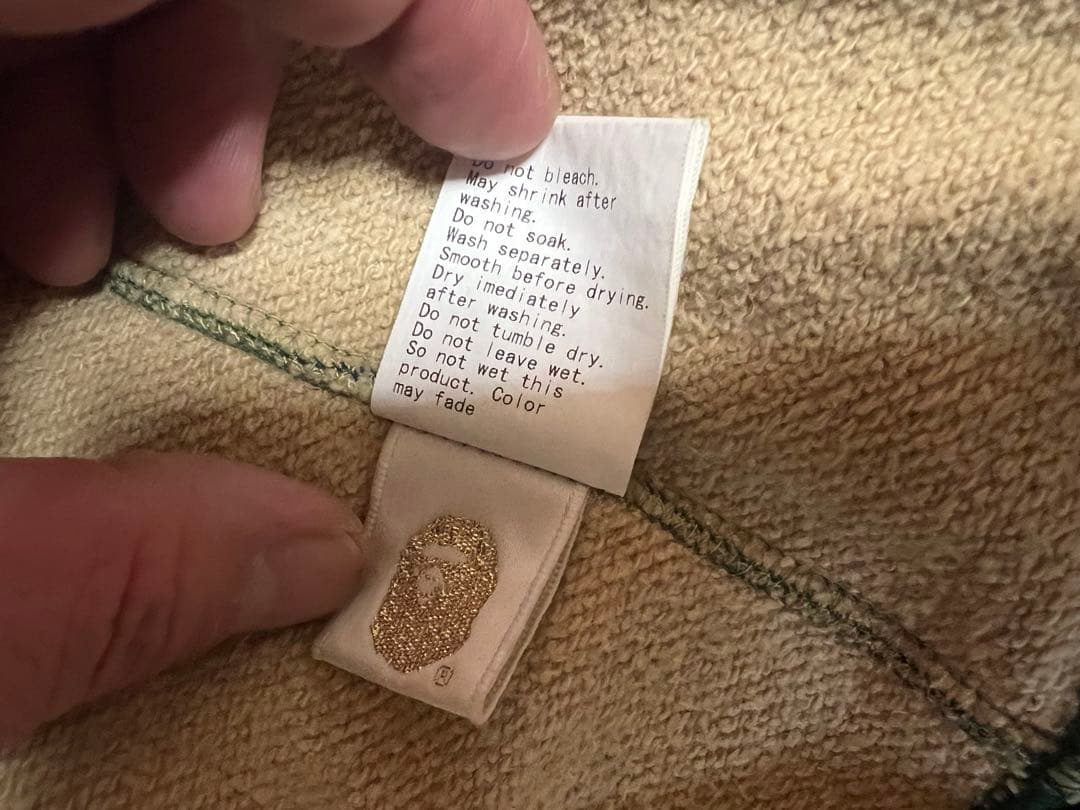 Do not bleach.
May shrink after
washing.
Do not soak.
Wash separately.
Smooth before drying.
Dry imediately
after washing.
Do not tumble dry.
Do not leave wet.
So not wet this
product. Color
may fade
®